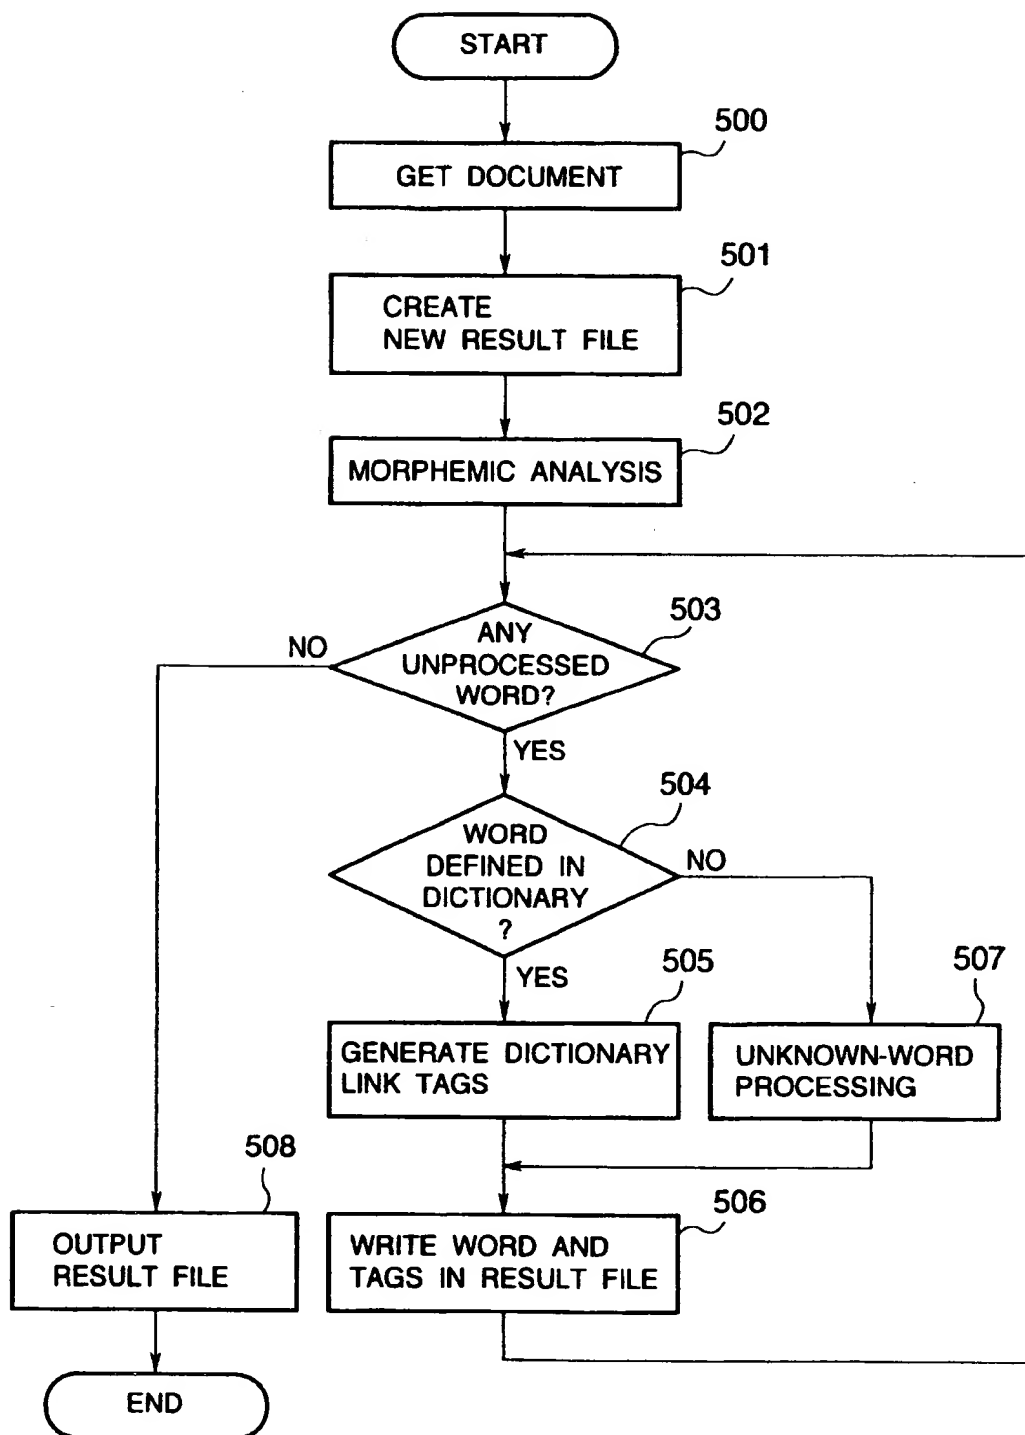 START
500
GET DOCUMENT
501
CREATE
NEW RESULT FILE
502
MORPHEMIC ANALYSIS
503
NO
ANY
UNPROCESSED
WORD?
YES
504
WORD
DEFINED IN
DICTIONARY
?
NO
YES
505
507
GENERATE DICTIONARY
LINK TAGS
UNKNOWN-WORD
PROCESSING
508
506
OUTPUT
RESULT FILE
WRITE WORD AND
TAGS IN RESULT FILE
END